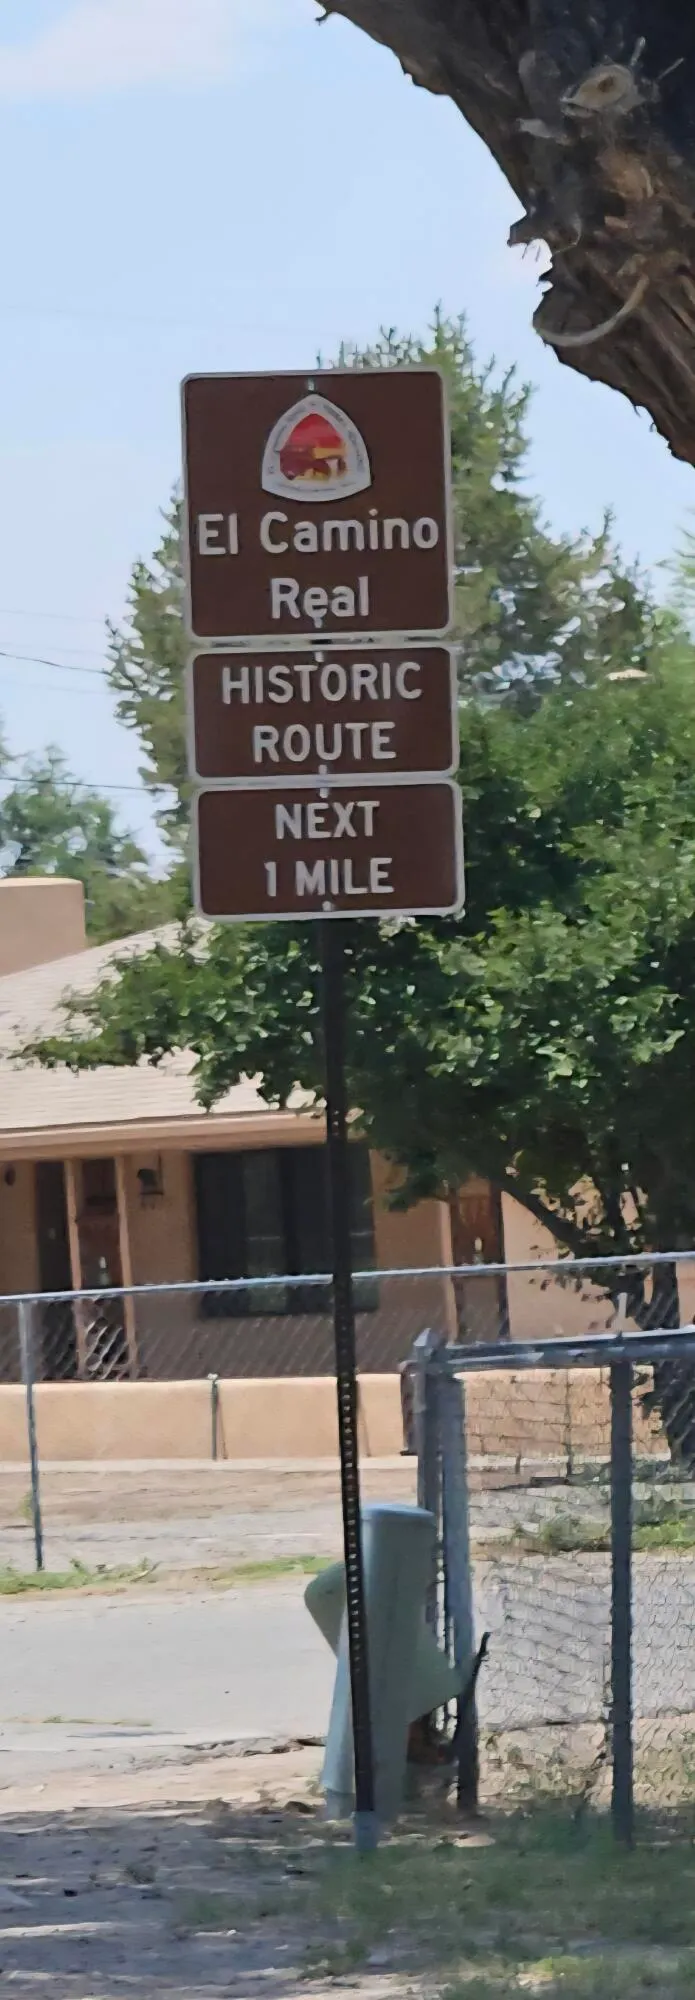 El Camino
Real
HISTORIC
ROUTE
NEXT
1 MILE